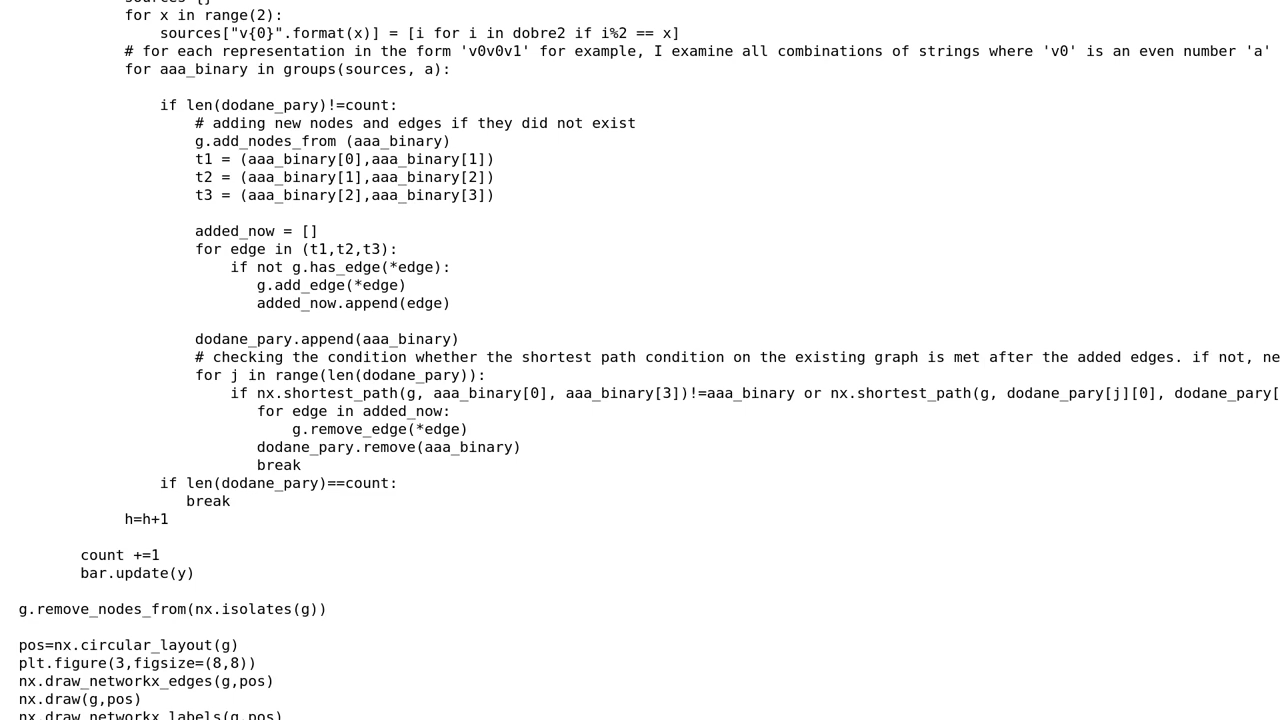 sources={}
for x in range(2):
sources["v{0}".format(x)] = [i for i in dobre2 if i%2 == x]
# for each representation in the form 'v0v0v1' for example, I examine all combinations of strings where 'v0' is an even number 'a'
for aaa_binary in groups(sources, a):
if len(dodane_pary)!=count:
# adding new nodes and edges if they did not exist
g.add_nodes_from (aaa_binary)
t1 = (aaa_binary[0],aaa_binary[1])
t2 = (aaa_binary[1],aaa_binary[2])
t3 = (aaa_binary[2],aaa_binary[3])
added_now = []
for edge in (t1,t2,t3):
if not g.has_edge(*edge):
g.add_edge(*edge)
added_now.append(edge)
dodane_pary.append(aaa_binary)
# checking the condition whether the shortest path condition on the existing graph is met after the added edges. if not, ne
for j in range(len(dodane_pary)):
if nx.shortest_path(g, aaa_binary[0], aaa_binary[3])!=aaa_binary or nx.shortest_path(g, dodane_pary[j][0], dodane_pary[
for edge in added_now:
g.remove_edge(*edge)
dodane_pary.remove(aaa_binary)
break
if len(dodane_pary)==count:
break
h=h+1
count +=1
bar.update(y)
g.remove_nodes_from(nx.isolates(g))
pos=nx.circular_layout(g)
plt.figure(3,figsize=(8,8))
nx.draw_networkx_edges(g,pos)
nx.draw(g,pos)
nx.draw_networkx_labels(g,pos)